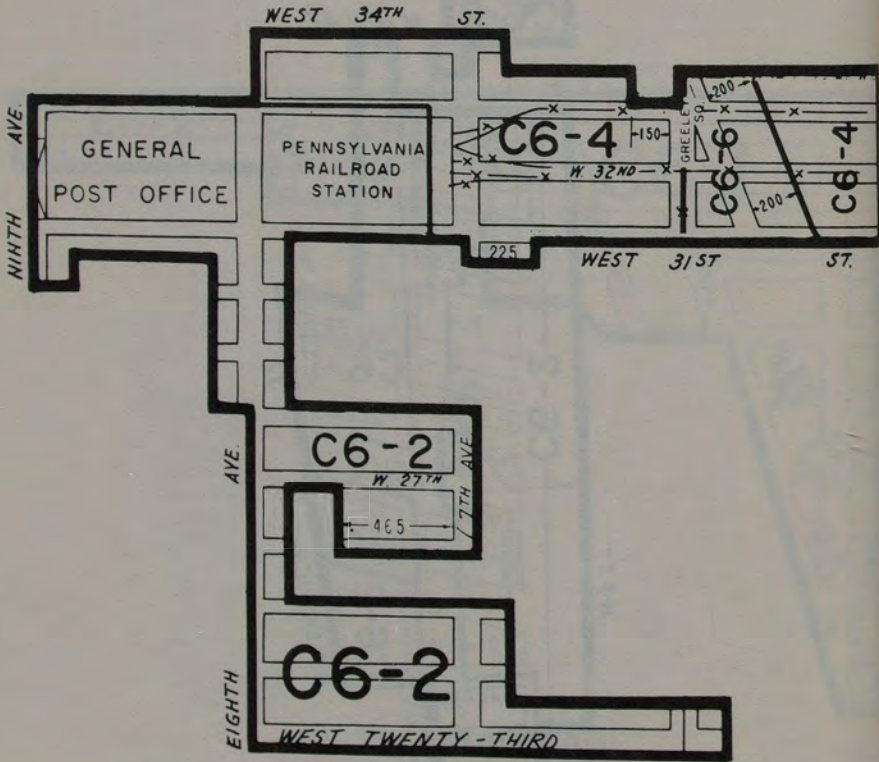 WEST 34TH ST.
NINTH AVE.
GENERAL
POST OFFICE
PENNSYLVANIA
RAILROAD
STATION
C6-4
150
W. 32ND
GREELEY SQ.
C6-6
200
200
C6-4
225
WEST 31ST ST.
C6-2
W. 27TH
7TH AVE
465
EIGHTH AVE.
C6-2
WEST TWENTY-THIRD